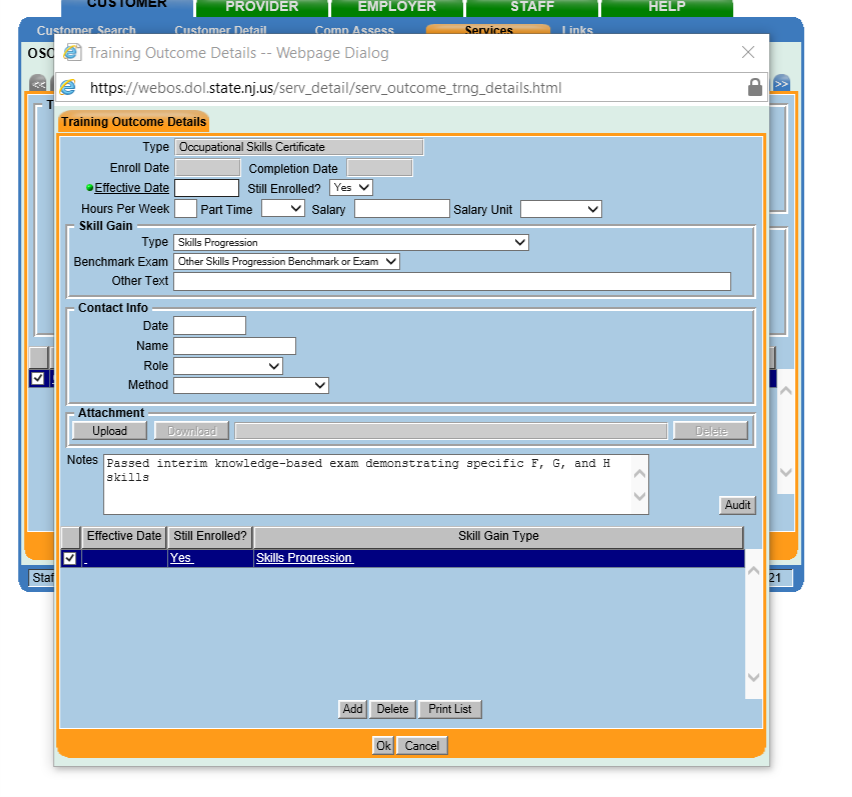 CUSTOMER PROVIDER EMPLOYER STAFF HELP
Customer Search Customer Detail Comp Assess Services Links
OSO
Training Outcome Details -- Webpage Dialog
https://webos.dol.state.nj.us/serv_detail/serv_outcome_trng_details.html
<< >>
T
Training Outcome Details
Type Occupational Skills Certificate
Enroll Date Completion Date
Effective Date Still Enrolled? Yes
Hours Per Week Part Time Salary Salary Unit
Skill Gain
Type Skills Progression
Benchmark Exam Other Skills Progression Benchmark or Exam
Other Text
Contact Info
Date
Name
Role
Method
Attachment
Upload Download Delete
Notes Passed interim knowledge-based exam demonstrating specific F, G, and H
skills
Audit
Effective Date Still Enrolled? Skill Gain Type
Yes Skills Progression
Staf 21
Add Delete Print List
Ok Cancel